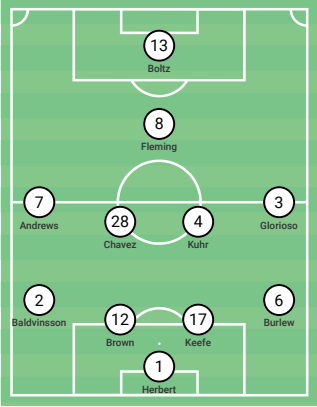 13
Boltz
8
Fleming
7
Andrews
3
Glorioso
28
Chavez
4
Kuhr
2
Baldvinsson
6
Burlew
12
Brown
17
Keefe
1
Herbert